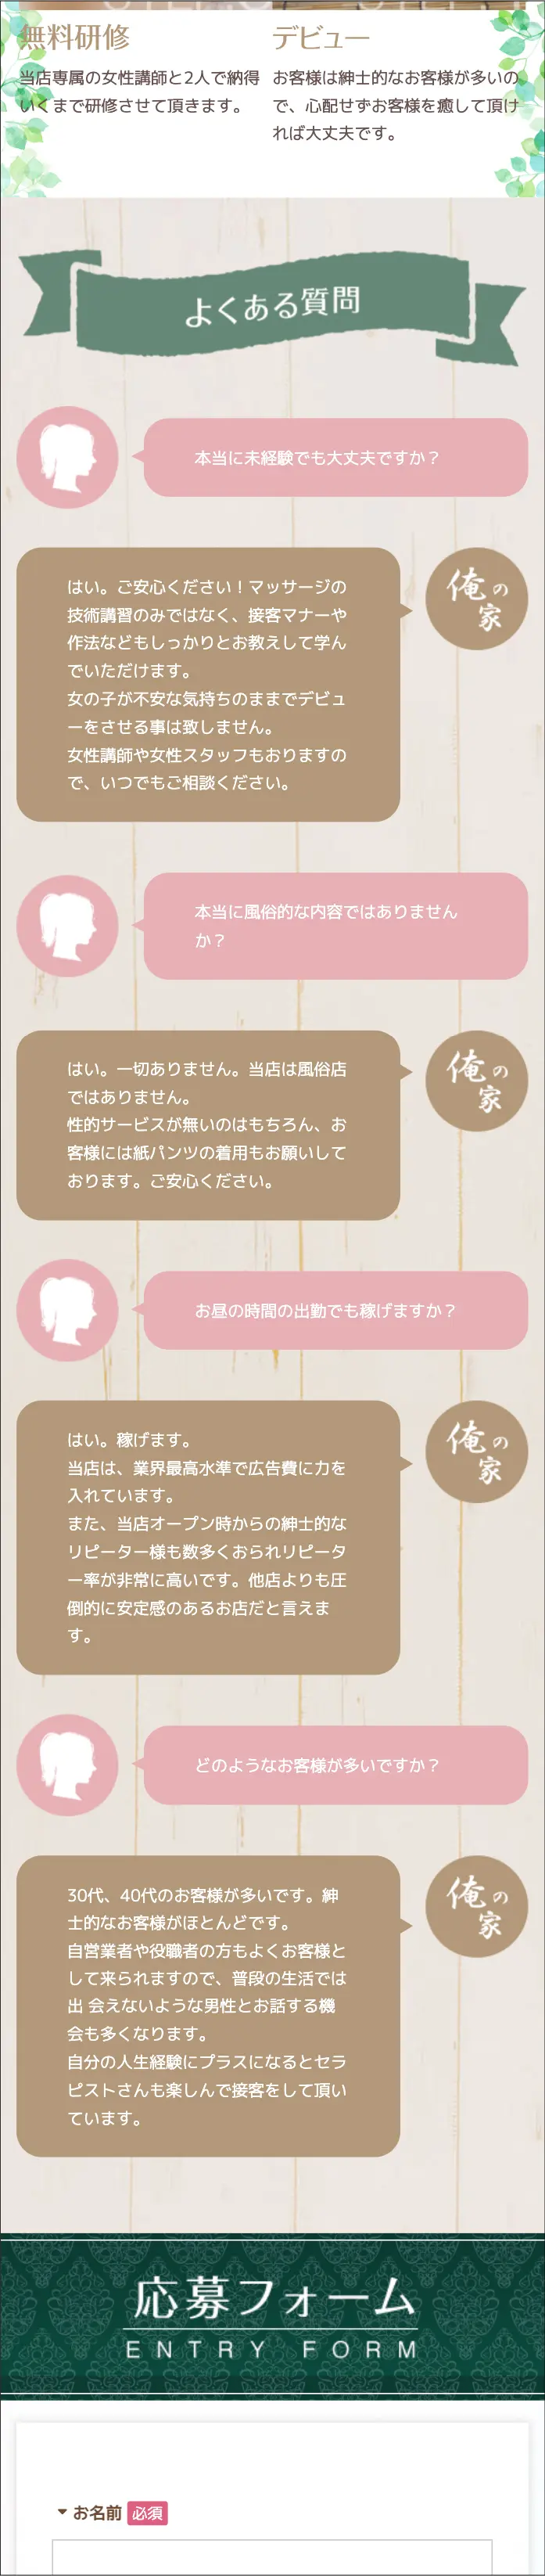 無料研修
当店専属の女性講師と2人で納得
いくまで研修させて頂きます。
デビュー
お客様は紳士的なお客様が多いの
で、心配せずお客様を癒して頂け
れば大丈夫です。
よくある質問
本当に未経験でも大丈夫ですか？
はい。ご安心ください！マッサージの
技術講習のみではなく、接客マナーや
作法などもしっかりとお教えして学ん
でいただけます。
女の子が不安な気持ちのままでデビュ
ーをさせる事は致しません。
女性講師や女性スタッフもおりますの
で、いつでもご相談ください。
俺の
家
本当に風俗的な内容ではありません
か？
はい。一切ありません。当店は風俗店
ではありません。
性的サービスが無いのはもちろん、お
客様には紙パンツの着用もお願いして
おります。ご安心ください。
俺の
家
お昼の時間の出勤でも稼げますか？
はい。稼げます。
当店は、業界最高水準で広告費に力を
入れています。
また、当店オープン時からの紳士的な
リピーター様も数多くおられリピータ
ー率が非常に高いです。他店よりも圧
倒的に安定感のあるお店だと言えま
す。
俺の
家
どのようなお客様が多いですか？
30代、40代のお客様が多いです。紳
士的なお客様がほとんどです。
自営業者や役職者の方もよくお客様と
して来られますので、普段の生活では
出 会えないような男性とお話する機
会も多くなります。
自分の人生経験にプラスになるとセラ
ピストさんも楽しんで接客をして頂い
ています。
俺の
家
応募フォーム
ENTRY FORM
お名前 必須